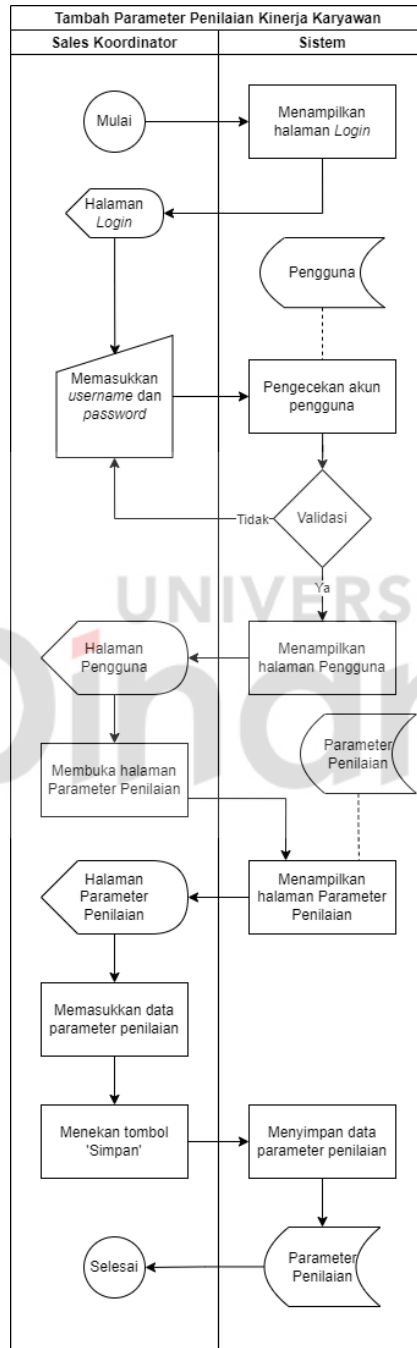 Tambah Parameter Penilaian Kinerja Karyawan
Sales Koordinator
Sistem
Mulai
Menampilkan
halaman Login
Halaman
Login
Pengguna
Memasukkan
username dan
password
Pengecekan akun
pengguna
Tidak
Validasi
Ya
UNIVERS
Dinam
Halaman
Pengguna
Menampilkan
halaman Pengguna
Parameter
Penilaian
Membuka halaman
Parameter Penilaian
Halaman
Parameter
Penilaian
Menampilkan
halaman Parameter
Penilaian
Memasukkan data
parameter penilaian
Menekan tombol
'Simpan'
Menyimpan data
parameter penilaian
Selesai
Parameter
Penilaian